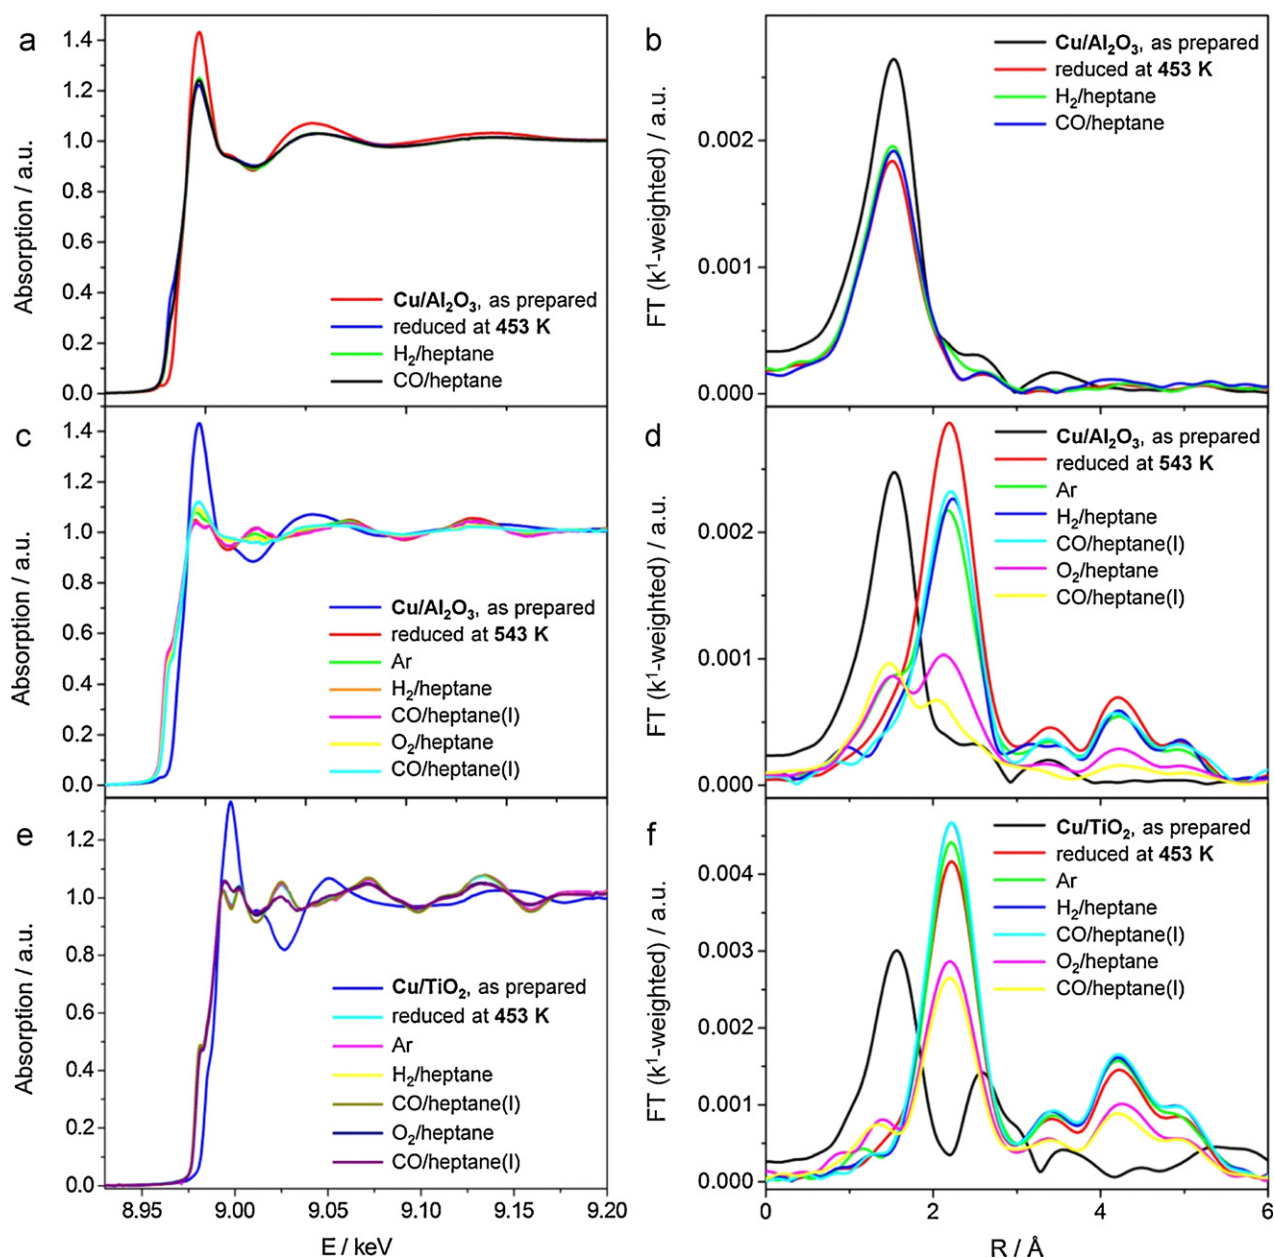 a
1.4
1.2
1.0
0.8
0.6
0.4
0.2
0.0
Absorption / a.u.
Cu/Al₂O₃, as prepared
reduced at 453 K
H₂/heptane
CO/heptane
b
0.002
0.001
0.000
FT (k¹-weighted) / a.u.
Cu/Al₂O₃, as prepared
reduced at 453 K
H₂/heptane
CO/heptane
c
1.4
1.2
1.0
0.8
0.6
0.4
0.2
0.0
Absorption / a.u.
Cu/Al₂O₃, as prepared
reduced at 543 K
Ar
H₂/heptane
CO/heptane(I)
O₂/heptane
CO/heptane(I)
d
0.002
0.001
0.000
FT (k¹-weighted) / a.u.
Cu/Al₂O₃, as prepared
reduced at 543 K
Ar
H₂/heptane
CO/heptane(I)
O₂/heptane
CO/heptane(I)
e
1.2
1.0
0.8
0.6
0.4
0.2
0.0
Absorption / a.u.
Cu/TiO₂, as prepared
reduced at 453 K
Ar
H₂/heptane
CO/heptane(I)
O₂/heptane
CO/heptane(I)
8.95 9.00 9.05 9.10 9.15 9.20
E / keV
f
0.004
0.003
0.002
0.001
0.000
FT (k¹-weighted) / a.u.
Cu/TiO₂, as prepared
reduced at 453 K
Ar
H₂/heptane
CO/heptane(I)
O₂/heptane
CO/heptane(I)
0 2 4 6
R / Å